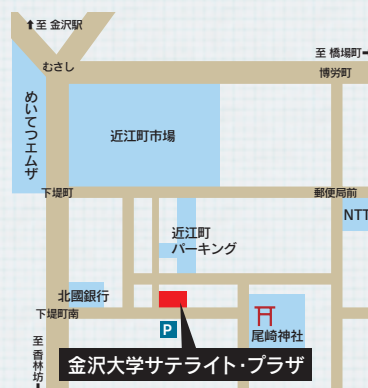 ⬆至 金沢駅
むさし
至 橋場町➡
博労町
めいてつエムザ
近江町市場
下堤町
郵便局前
NTT
近江町
パーキング
北國銀行
下堤町南
P
尾崎神社
至 香林坊⬇
金沢大学サテライト・プラザ